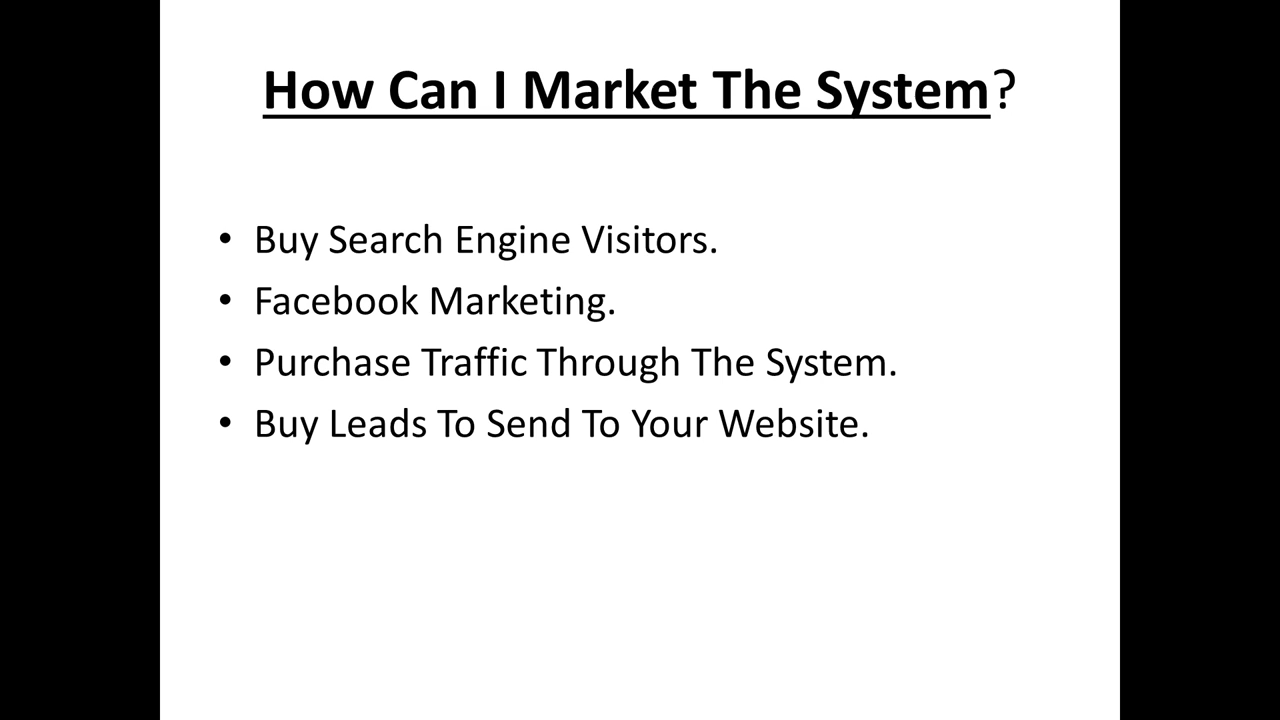 How Can I Market The System?
• Buy Search Engine Visitors.
• Facebook Marketing.
• Purchase Traffic Through The System.
• Buy Leads To Send To Your Website.